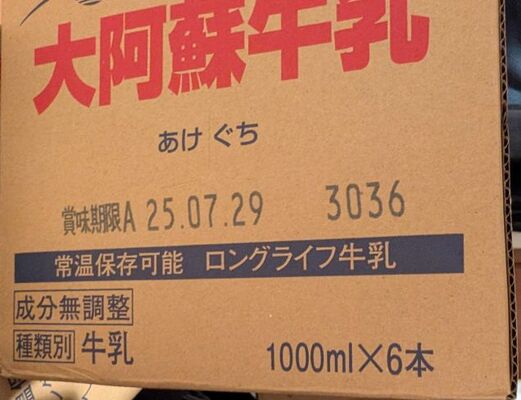 大阿蘇牛乳
あけぐち
賞味期限A 25.07.29 3036
常温保存可能 ロングライフ牛乳
成分無調整
種類別 牛乳 1000ml×6本